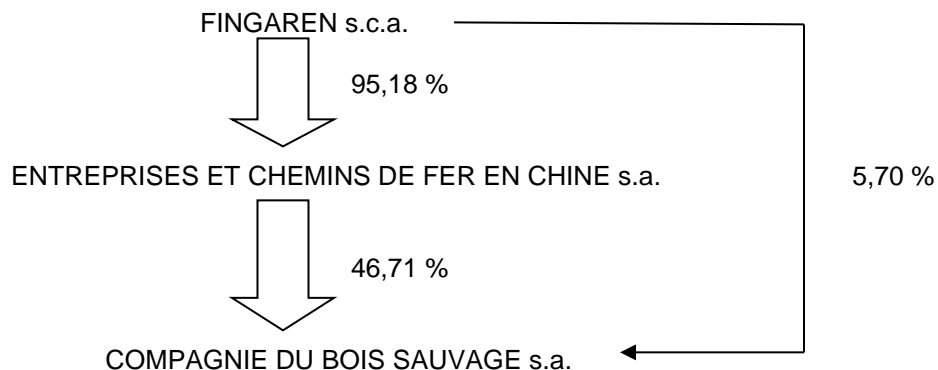 FINGAREN s.c.a.
95,18 %
ENTREPRISES ET CHEMINS DE FER EN CHINE s.a.
5,70 %
46,71 %
COMPAGNIE DU BOIS SAUVAGE s.a.